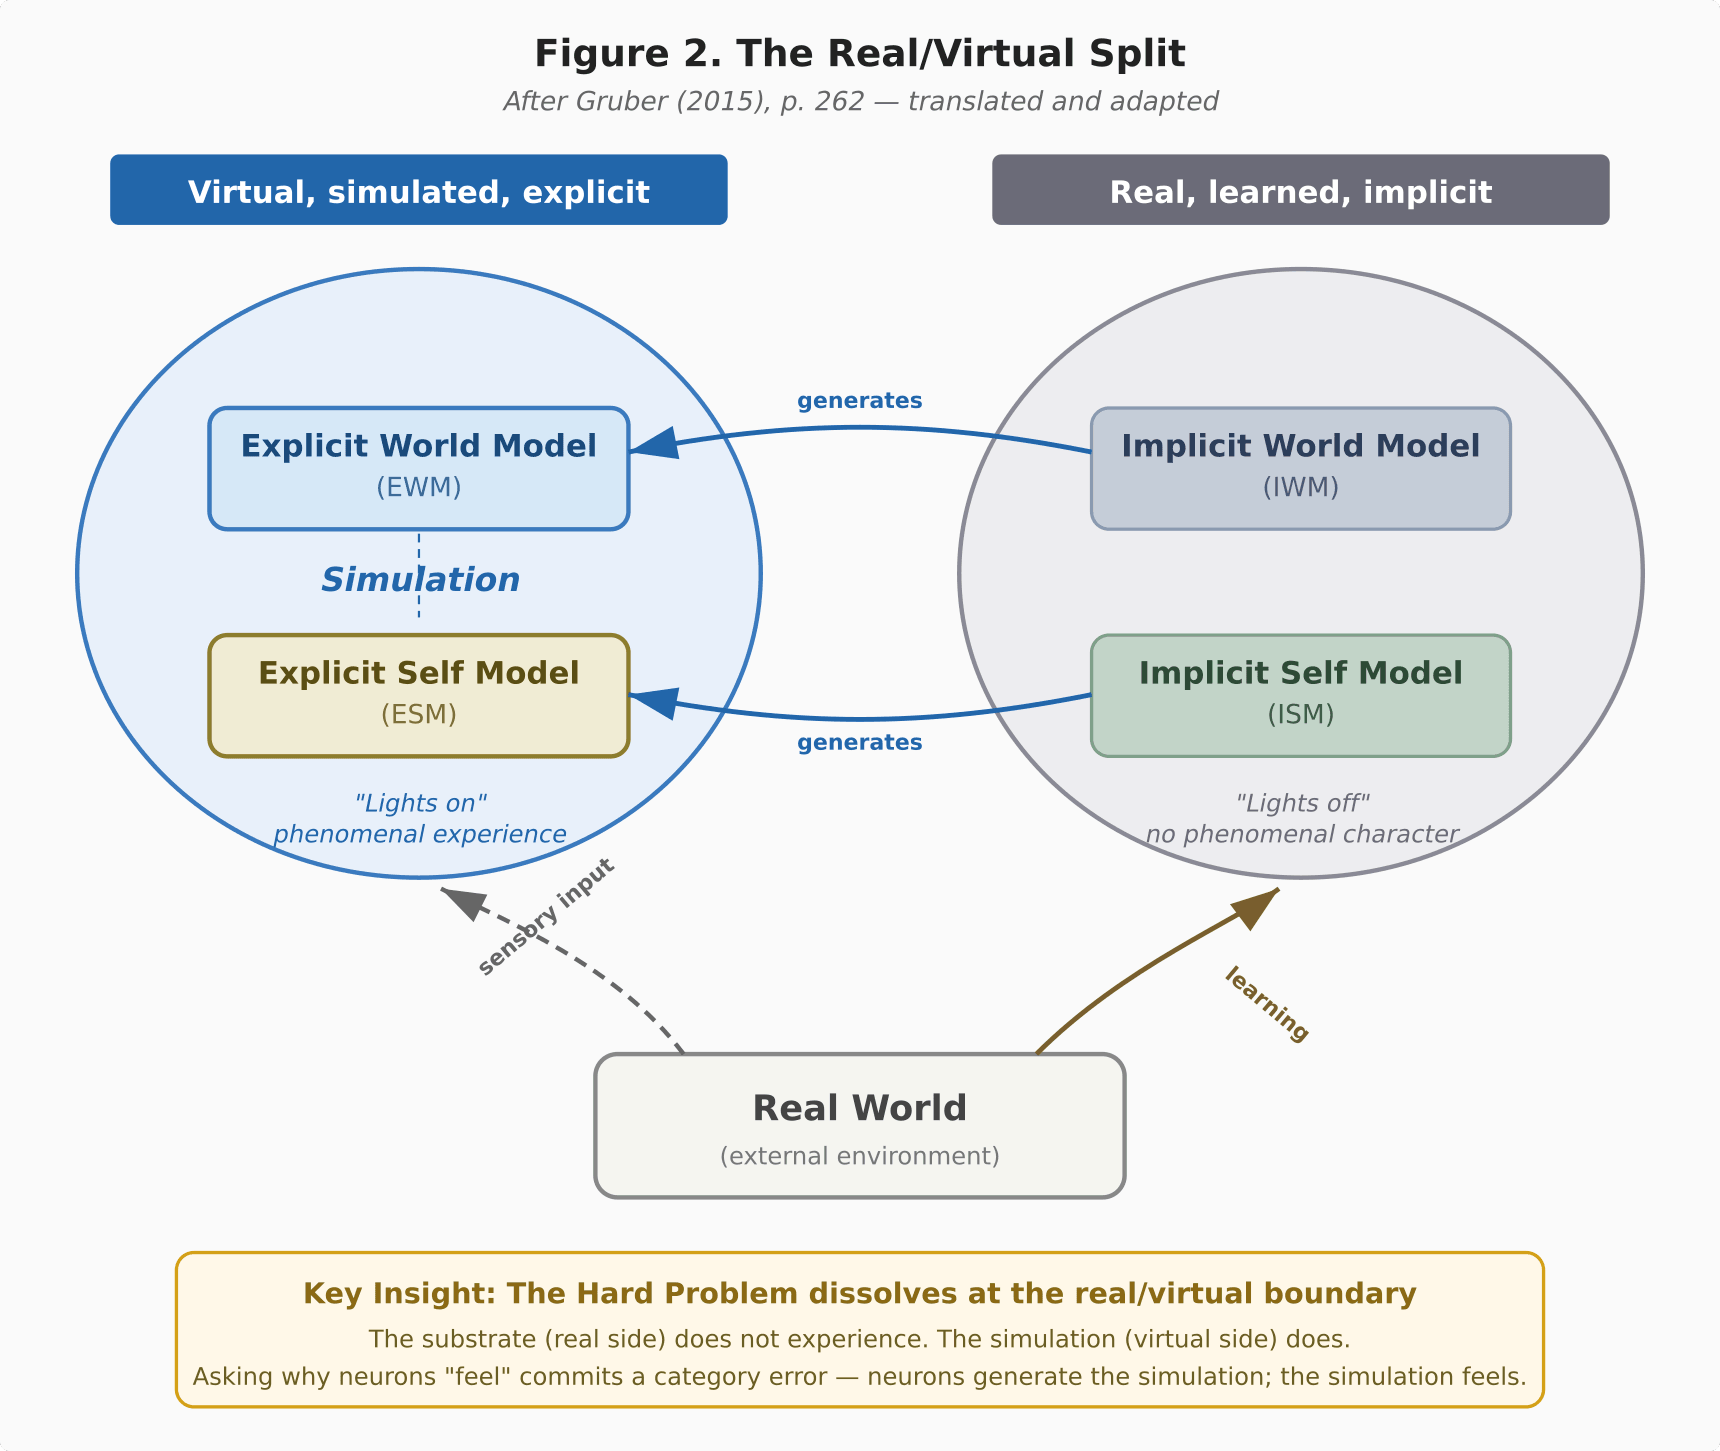 Figure 2. The Real/Virtual Split
After Gruber (2015), p. 262 — translated and adapted
Virtual, simulated, explicit
Real, learned, implicit
generates
Explicit World Model
(EWM)
Implicit World Model
(IWM)
Simulation
Explicit Self Model
(ESM)
Implicit Self Model
(ISM)
generates
"Lights on"
phenomenal experience
"Lights off"
no phenomenal character
sensory input
learning
Real World
(external environment)
Key Insight: The Hard Problem dissolves at the real/virtual boundary
The substrate (real side) does not experience. The simulation (virtual side) does.
Asking why neurons "feel" commits a category error — neurons generate the simulation; the simulation feels.